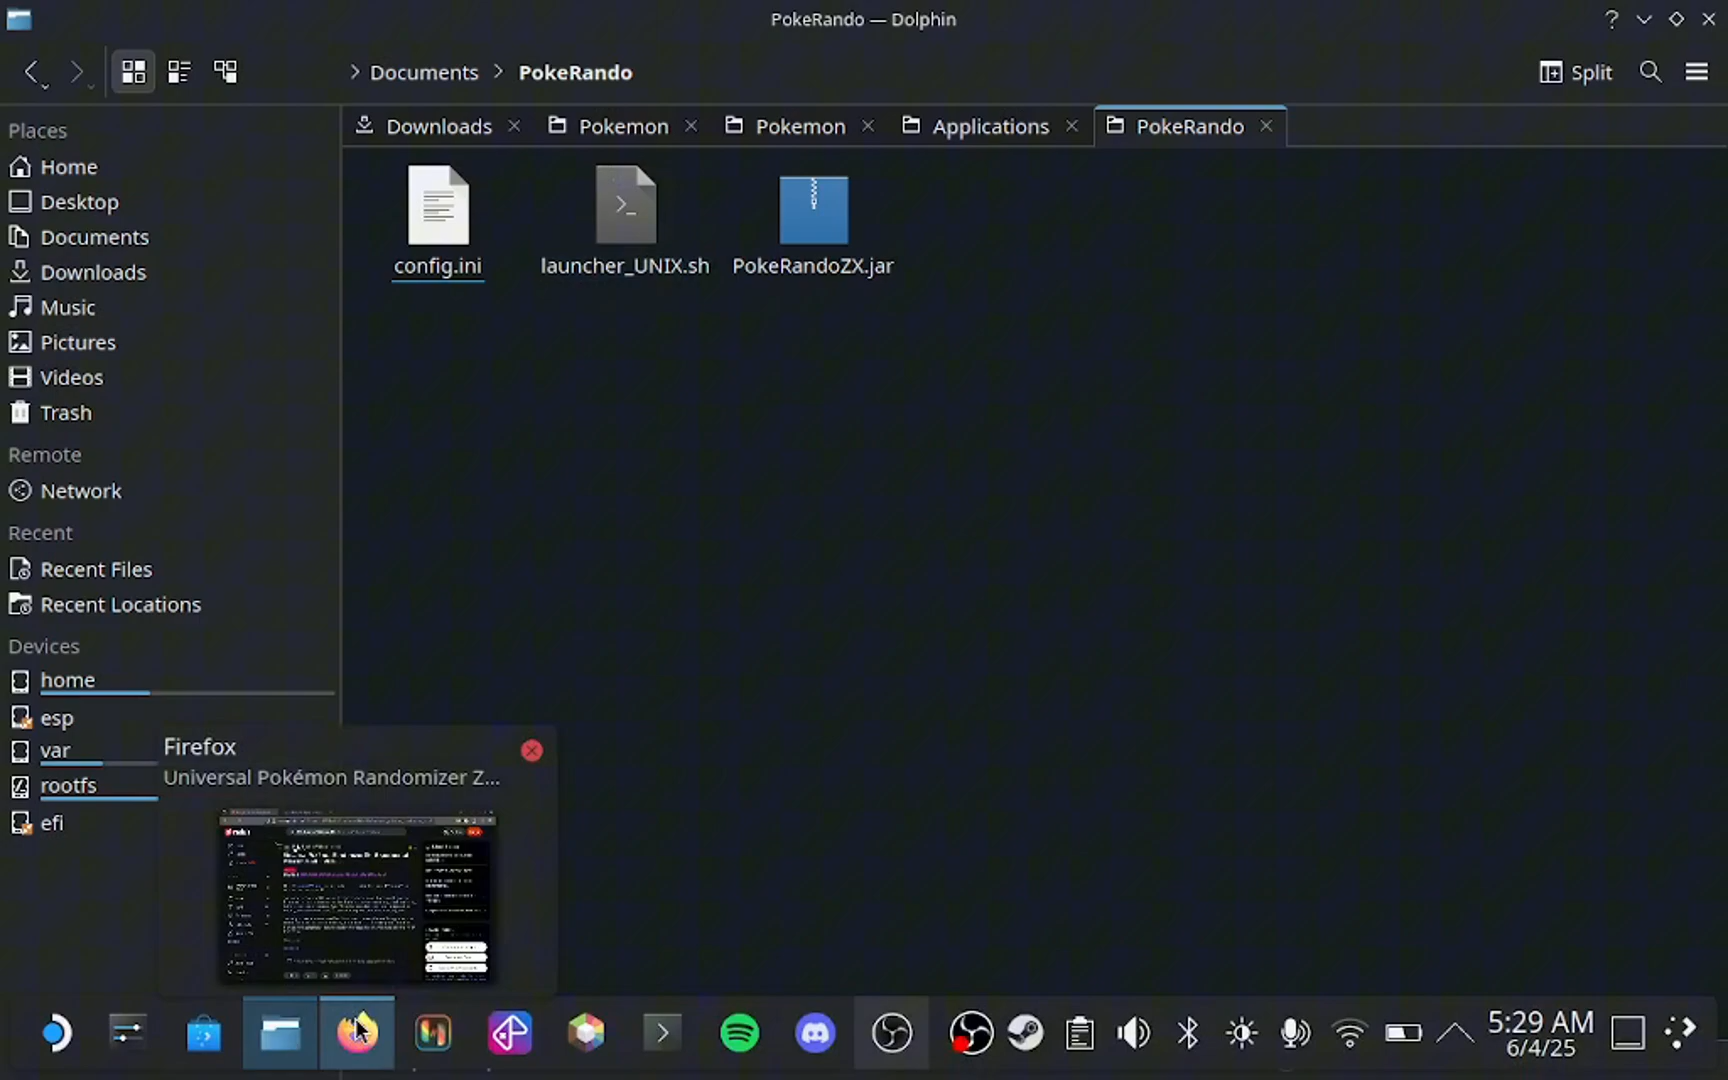 PokeRando — Dolphin
Documents
PokeRando
Split
Places
Home
Desktop
Documents
Downloads
Music
Pictures
Videos
Trash
Remote
Network
Recent
Recent Files
Recent Locations
Devices
home
esp
var
rootfs
efi
Downloads
Pokemon
Pokemon
Applications
PokeRando
config.ini
launcher_UNIX.sh
PokeRandoZX.jar
Firefox
Universal Pokémon Randomizer Z...
5:29 AM
6/4/25